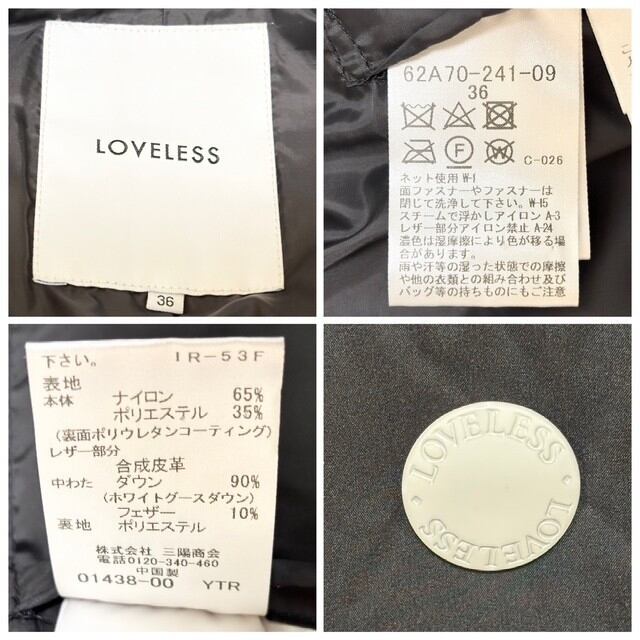 LOVELESS
36
62A70-241-09
36
C-026
ネット使用 W-1
面ファスナーやファスナーは
閉じて洗浄して下さい。W-15
スチームで浮かしアイロン A-3
レザー部分アイロン禁止 A-24
濃色は湿摩擦により色が移る場
合があります。
雨や汗等の湿った状態での摩擦
や他の衣類との組み合わせ及び
バッグ等の持ちものにもご注意
下さい。 IR-53F
表地
本体 ナイロン 65%
ポリエステル 35%
(裏面ポリウレタンコーティング)
レザー部分
合成皮革
中わた ダウン 90%
(ホワイトグースダウン)
フェザー 10%
裏地 ポリエステル
株式会社 三陽商会
電話0120-340-460
中国製
01438-00 YTR
LOVELESS
LOVELESS